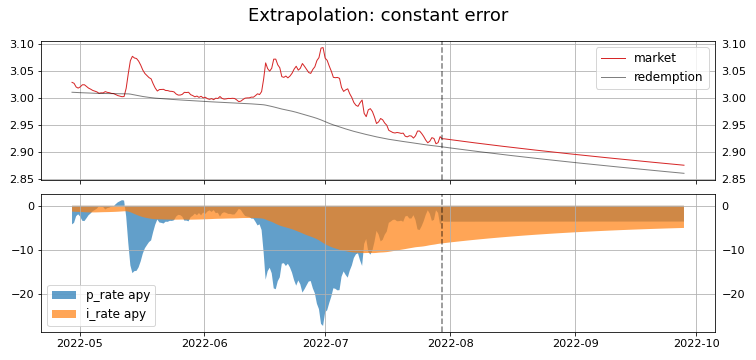 Extrapolation: constant error
3.10 3.10
3.05 3.05
3.00 3.00
2.95 2.95
2.90 2.90
2.85 2.85
market
redemption
0 0
−10 −10
−20 −20
p_rate apy
i_rate apy
2022-05 2022-06 2022-07 2022-08 2022-09 2022-10